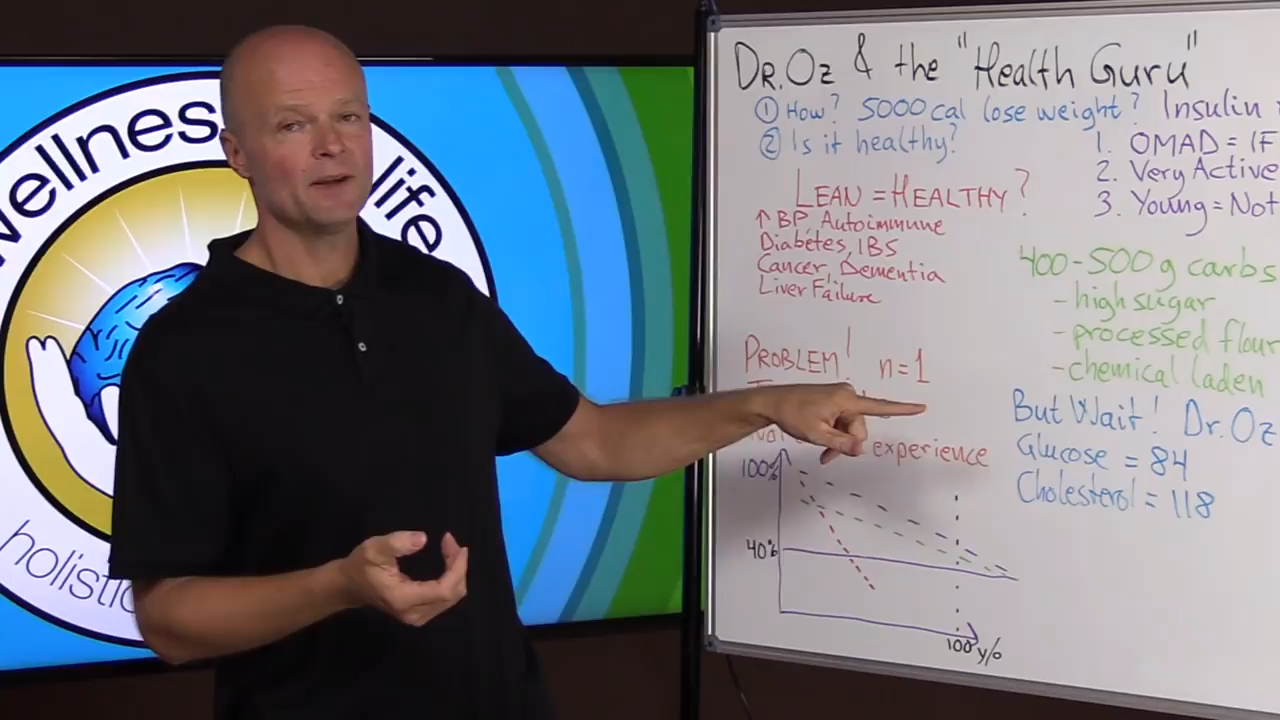 wellness
life
holistic
Dr. Oz & the "Health Guru"
① How? 5000 cal lose weight?
② Is it healthy?
Insulin
1. OMAD = IF
2. Very Active
3. Young = Not
LEAN = HEALTHY?
↑ BP, Autoimmune
Diabetes, IBS
Cancer, Dementia
Liver Failure
400-500 g carbs
- high sugar
- processed flour
- chemical laden
PROBLEM! n=1
experience
But Wait! Dr. Oz
Glucose = 84
Cholesterol = 118
100%
40%
100 y/o